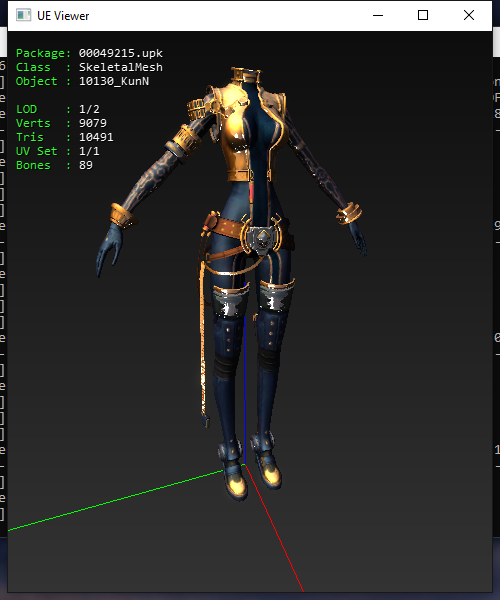 UE Viewer
Package: 00049215.upk
Class : SkeletalMesh
Object : 10130_KunN
LOD : 1/2
Verts : 9079
Tris : 10491
UV Set : 1/1
Bones : 89